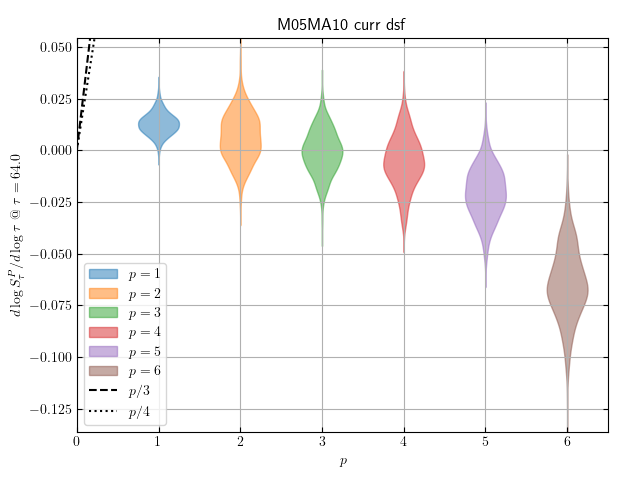 M05MA10 curr dsf
d log S_τ^P / d log τ @ τ = 64.0
0.050
0.025
0.000
−0.025
−0.050
−0.075
−0.100
−0.125
p = 1
p = 2
p = 3
p = 4
p = 5
p = 6
p/3
p/4
0 1 2 3 4 5 6
p